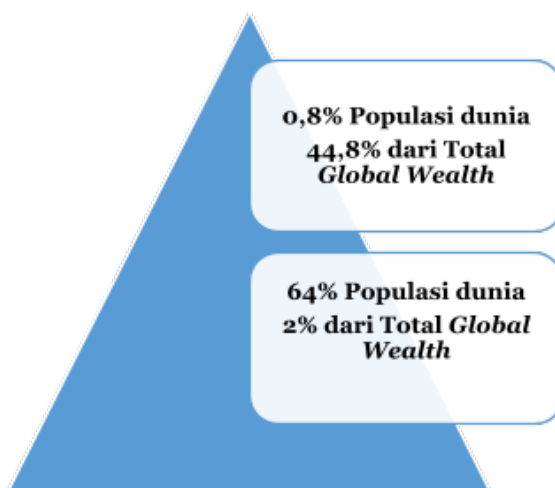 0,8% Populasi dunia
44,8% dari Total
Global Wealth
64% Populasi dunia
2% dari Total Global
Wealth